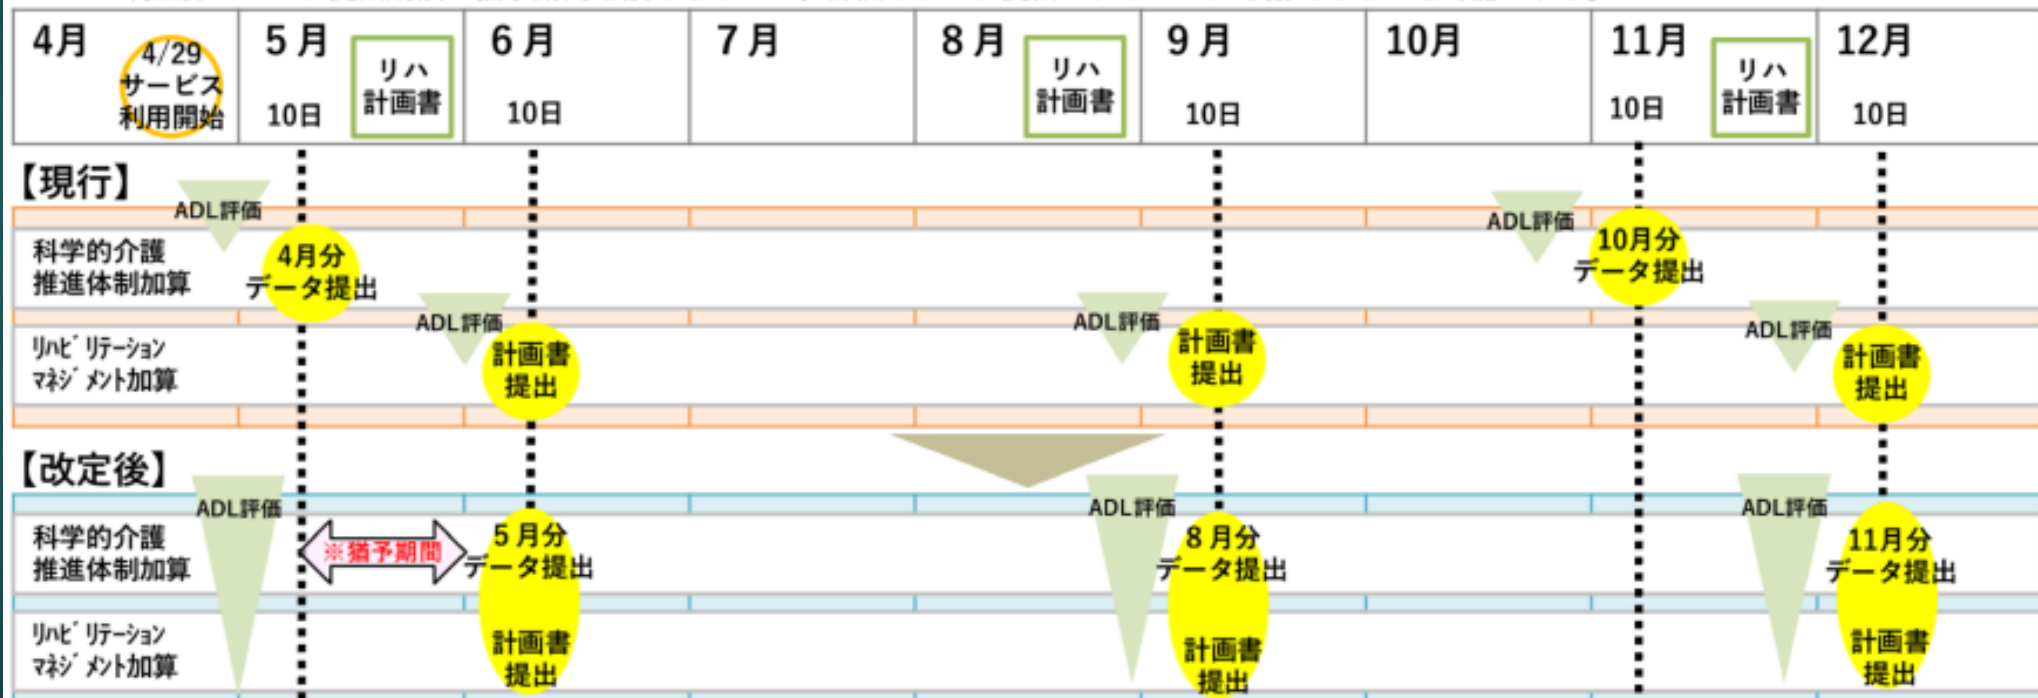 4月
4/29
サービス
利用開始
5月
10日
リハ
計画書
6月
10日
7月
8月
リハ
計画書
9月
10日
10月
11月
10日
リハ
計画書
12月
10日
【現行】
ADL評価
ADL評価
科学的介護
推進体制加算
4月分
データ提出
10月分
データ提出
ADL評価
ADL評価
ADL評価
リハビリテーション
マネジメント加算
計画書
提出
計画書
提出
計画書
提出
【改定後】
ADL評価
ADL評価
ADL評価
科学的介護
推進体制加算
※猶予期間
5月分
データ提出
8月分
データ提出
11月分
データ提出
リハビリテーション
マネジメント加算
計画書
提出
計画書
提出
計画書
提出